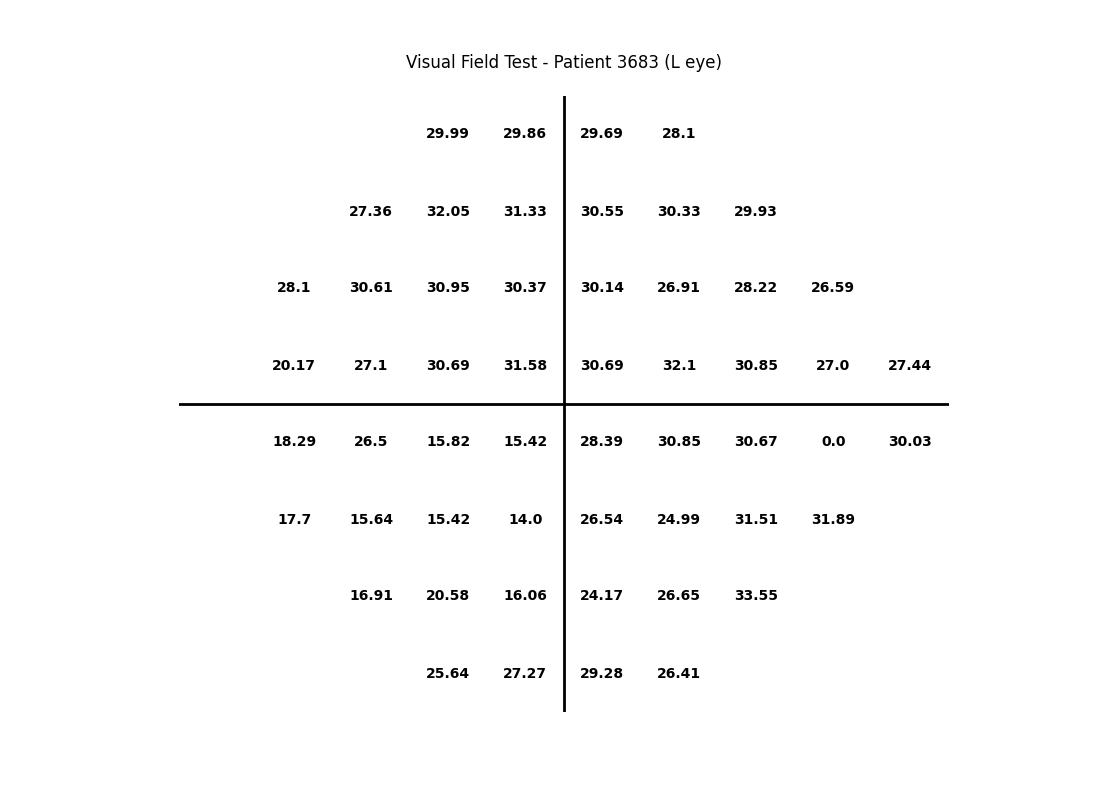 Visual Field Test - Patient 3683 (L eye)
29.99 29.86 29.69 28.1
27.36 32.05 31.33 30.55 30.33 29.93
28.1 30.61 30.95 30.37 30.14 26.91 28.22 26.59
20.17 27.1 30.69 31.58 30.69 32.1 30.85 27.0 27.44
18.29 26.5 15.82 15.42 28.39 30.85 30.67 0.0 30.03
17.7 15.64 15.42 14.0 26.54 24.99 31.51 31.89
16.91 20.58 16.06 24.17 26.65 33.55
25.64 27.27 29.28 26.41